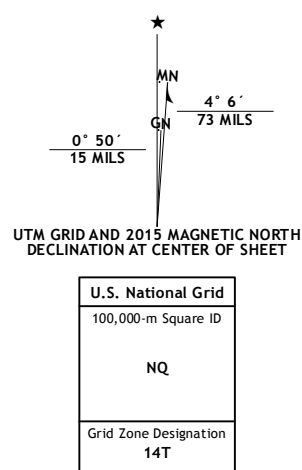 MN
4° 6´
73 MILS
GN
0° 50´
15 MILS
UTM GRID AND 2015 MAGNETIC NORTH
DECLINATION AT CENTER OF SHEET
U.S. National Grid
100,000-m Square ID
NQ
Grid Zone Designation
14T